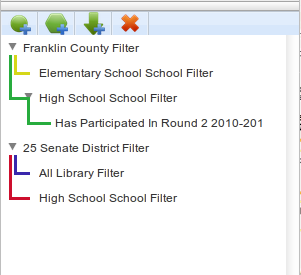 Franklin County Filter
Elementary School School Filter
High School School Filter
Has Participated In Round 2 2010-201
25 Senate District Filter
All Library Filter
High School School Filter